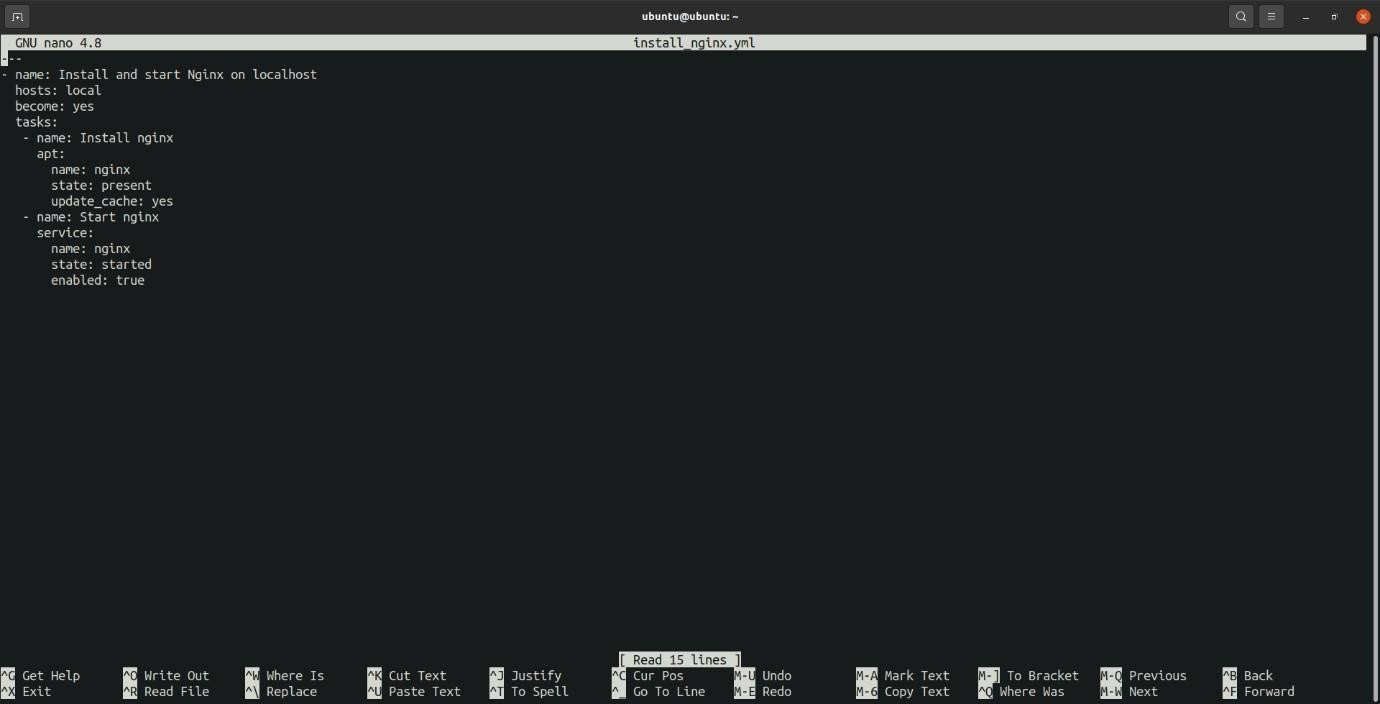 ubuntu@ubuntu: ~
GNU nano 4.8 install_nginx.yml
---
- name: Install and start Nginx on localhost
  hosts: local
  become: yes
  tasks:
   - name: Install nginx
     apt:
       name: nginx
       state: present
       update_cache: yes
   - name: Start nginx
     service:
       name: nginx
       state: started
       enabled: true
[ Read 15 lines ]
^G Get Help ^O Write Out ^W Where Is ^K Cut Text ^J Justify ^C Cur Pos M-U Undo M-A Mark Text M-] To Bracket M-Q Previous ^B Back
^X Exit ^R Read File ^\ Replace ^U Paste Text ^T To Spell ^_ Go To Line M-E Redo M-6 Copy Text ^Q Where Was M-W Next ^F Forward